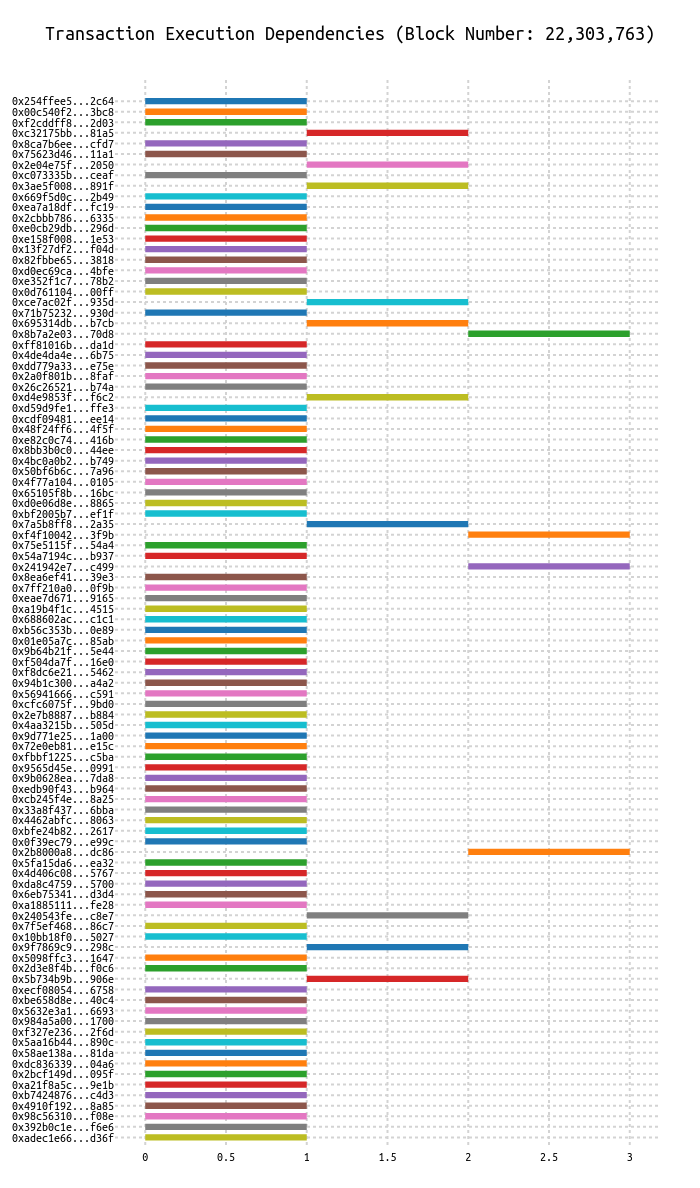 Transaction Execution Dependencies (Block Number: 22,303,763)
0x254ffee5...2c64
0x00c540f2...3bc8
0xf2cddff8...2d03
0xc32175bb...81a5
0x8ca7b6ee...cfd7
0x75623d46...11a1
0x2e04e75f...2050
0xc073335b...ceaf
0x3ae5f008...891f
0x669f5d0c...2b49
0xea7a18df...fc19
0x2cbbb786...6335
0xe0cb29db...296d
0xe158f008...1e53
0x13f27df2...f04d
0x82fbbe65...3818
0xd0ec69ca...4bfe
0xe352f1c7...78b2
0x0d761104...00ff
0xce7ac02f...935d
0x71b75232...930d
0x695314db...b7cb
0x8b7a2e03...70d8
0xff81016b...da1d
0x4de4da4e...6b75
0xdd779a33...e75e
0x2a0f801b...8faf
0x26c26521...b74a
0xd4e9853f...f6c2
0xd59d9fe1...ffe3
0xcdf09481...ee14
0x48f24ff6...4f5f
0xe82c0c74...416b
0x8bb3b0c0...44ee
0x4bc0a0b2...b749
0x50bf6b6c...7a96
0x4f77a104...0105
0x65105f8b...16bc
0xd0e06d8e...8865
0xbf2005b7...ef1f
0x7a5b8ff8...2a35
0xf4f10042...3f9b
0x75e5115f...54a4
0x54a7194c...b937
0x241942e7...c499
0x8ea6ef41...39e3
0x7ff210a0...0f9b
0xeae7d671...9165
0xa19b4f1c...4515
0x688602ac...c1c1
0xb56c353b...0e89
0x01e05a7c...85ab
0x9b64b21f...5e44
0xf504da7f...16e0
0xf8dc6e21...5462
0x94b1c300...a4a2
0x56941666...c591
0xcfc6075f...9bd0
0x2e7b8887...b884
0x4aa3215b...505d
0x9d771e25...1a00
0x72e0eb81...e15c
0xfbbf1225...c5ba
0x9565d45e...0991
0x9b0628ea...7da8
0xedb90f43...b964
0xcb245f4e...8a25
0x33a8f437...6bba
0x4462abfc...8063
0xbfe24b82...2617
0x0f39ec79...e99c
0x2b8000a8...dc86
0x5fa15da6...ea32
0x4d406c08...5767
0xda8c4759...5700
0x6eb75341...d3d4
0xa1885111...fe28
0x240543fe...c8e7
0x7f5ef468...86c7
0x10bb18f0...5027
0x9f7869c9...298c
0x5098ffc3...1647
0x2d3e8f4b...f0c6
0x5b734b9b...906e
0xecf08054...6758
0xbe658d8e...40c4
0x5632e3a1...6693
0x984a5a00...1700
0xf327e236...2f6d
0x5aa16b44...890c
0x58ae138a...81da
0xdc836339...04a6
0x2bcf149d...095f
0xa21f8a5c...9e1b
0xb7424876...c4d3
0x4910f192...8a85
0x98c56310...f08e
0x392b0c1e...f6e6
0xadec1e66...d36f
0 0.5 1 1.5 2 2.5 3